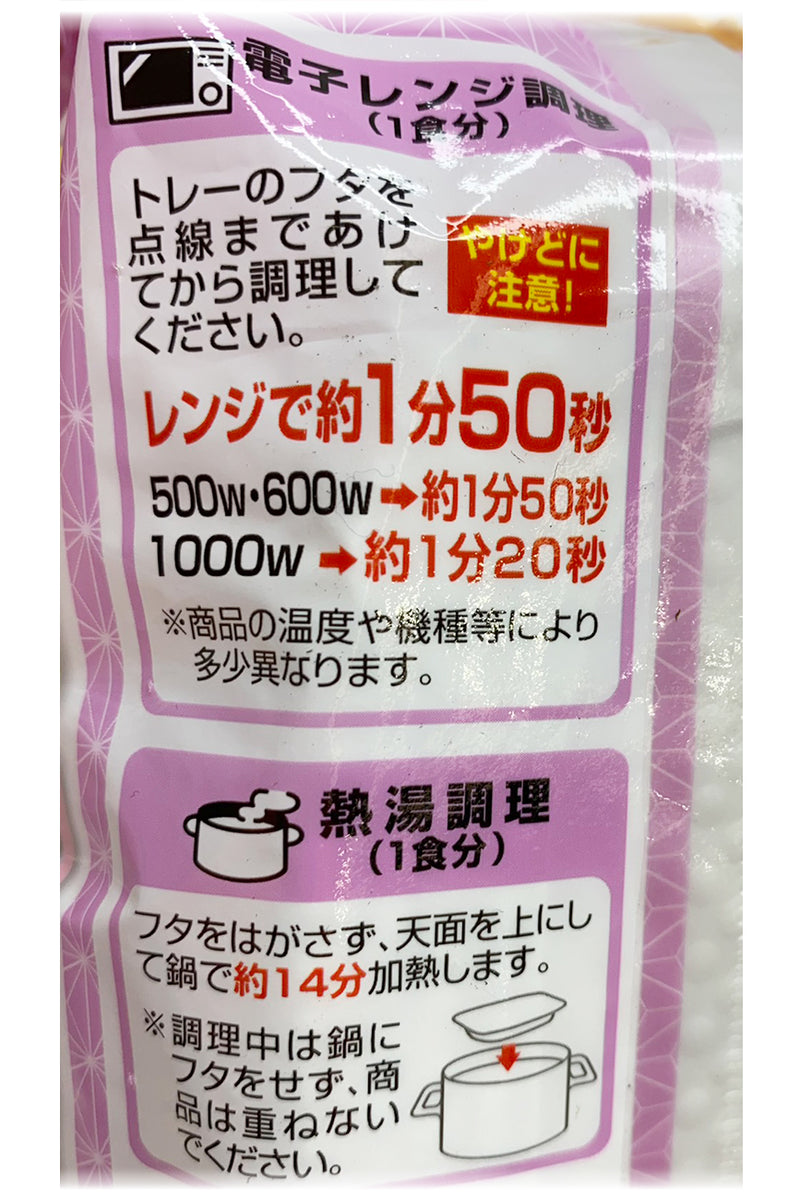 電子レンジ調理
(1食分)
トレーのフタを
点線まであけ
てから調理して
ください。
やけどに
注意!
レンジで約1分50秒
500W・600W➡約1分50秒
1000W➡約1分20秒
※商品の温度や機種等により
多少異なります。
熱湯調理
(1食分)
フタをはがさず、天面を上にし
て鍋で約14分加熱します。
※調理中は鍋に
フタをせず、商
品は重ねない
でください。